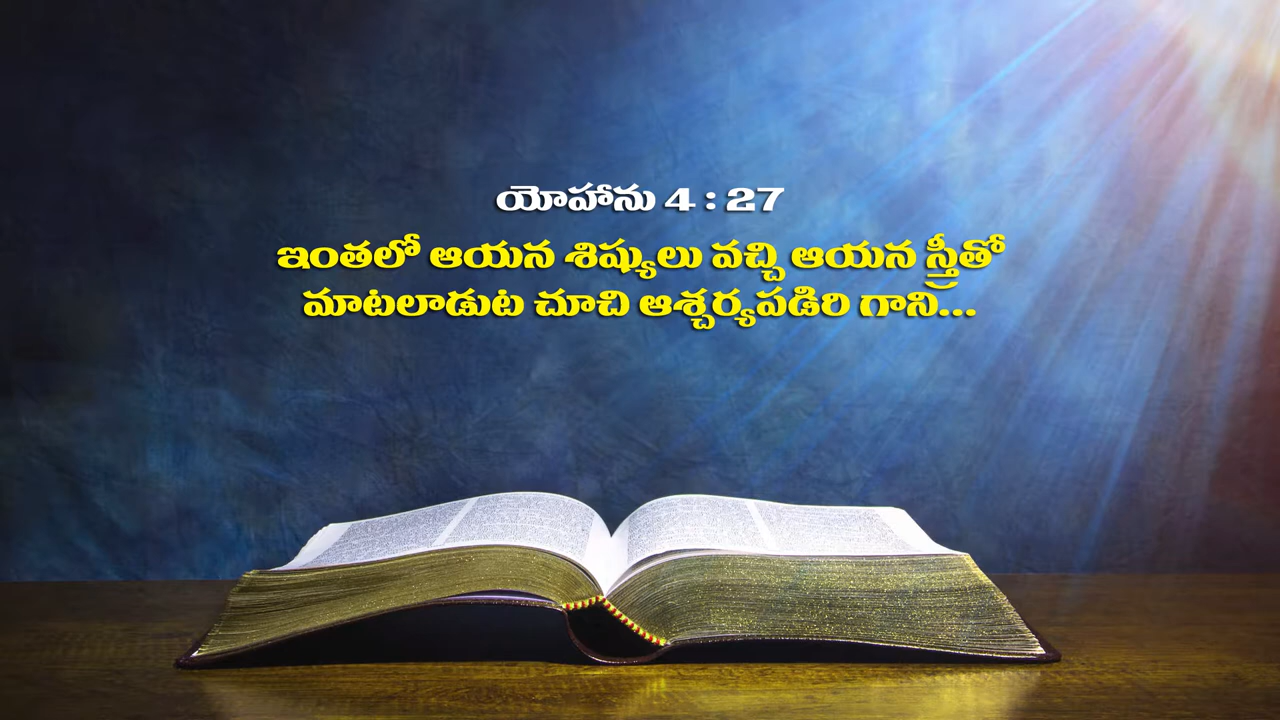 యోహాను 4 : 27
ఇంతలో ఆయన శిష్యులు వచ్చి ఆయన స్త్రీతో
మాటలాడుట చూచి ఆశ్చర్యపడిరి గాని...